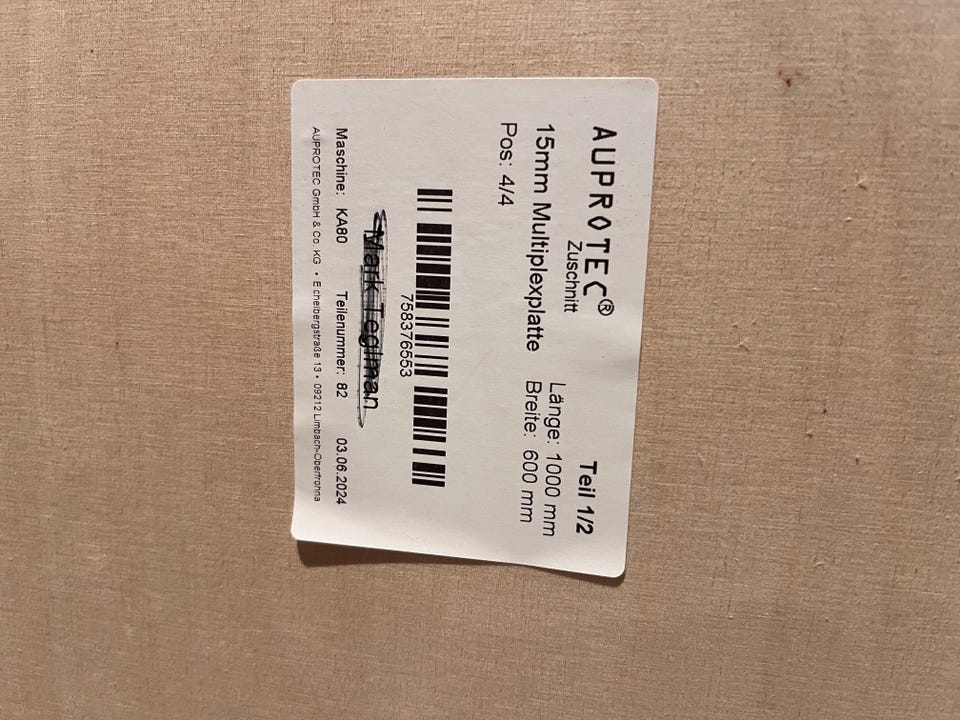 AUPROTEC®
Zuschnitt
Teil 1/2
15mm Multiplexplatte
Länge: 1000 mm
Pos: 4/4
Breite: 600 mm
758376553
Maschine: KA80 Teilenummer: 82 03.06.2024
AUPROTEC GmbH & Co. KG • Eichelbergstraße 13 • 09212 Limbach-Oberfrohna